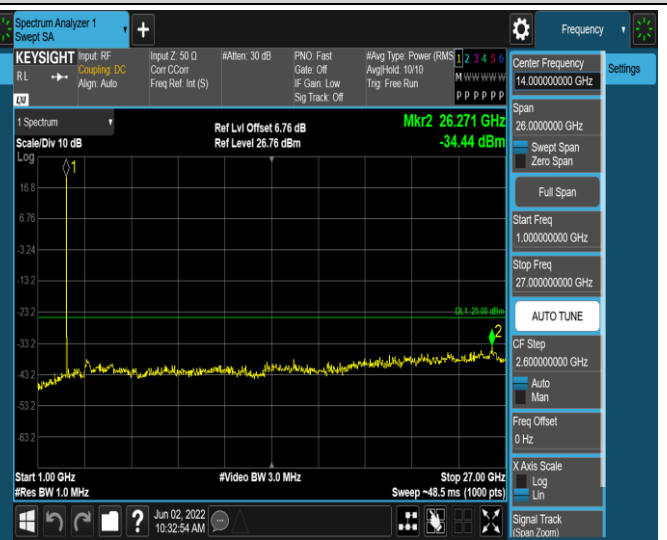 Spectrum Analyzer 1
Swept SA
+
Frequency
KEYSIGHT
RL
LXI
Input: RF
Coupling: DC
Align: Auto
Input Z: 50 Ω
Corr CCorr
Freq Ref: Int (S)
#Atten: 30 dB
PNO: Fast
Gate: Off
IF Gain: Low
Sig Track: Off
#Avg Type: Power (RMS
Avg|Hold: 10/10
Trig: Free Run
1 2 3 4 5 6
M W W W W W
P P P P P P
Center Frequency
14.000000000 GHz
Settings
Span
26.0000000 GHz
Swept Span
Zero Span
Full Span
Start Freq
1.000000000 GHz
Stop Freq
27.000000000 GHz
AUTO TUNE
CF Step
2.600000000 GHz
Auto
Man
Freq Offset
0 Hz
X Axis Scale
Log
Lin
Signal Track
(Span Zoom)
1 Spectrum
Scale/Div 10 dB
Log
Ref Lvl Offset 6.76 dB
Ref Level 26.76 dBm
Mkr2 26.271 GHz
-34.44 dBm
1
16.8
6.76
-3.24
-13.2
-23.2
DL1 -25.00 dBm
2
-33.2
-43.2
-53.2
-63.2
Start 1.00 GHz
#Res BW 1.0 MHz
#Video BW 3.0 MHz
Stop 27.00 GHz
Sweep ~48.5 ms (1000 pts)
?
Jun 02, 2022
10:32:54 AM